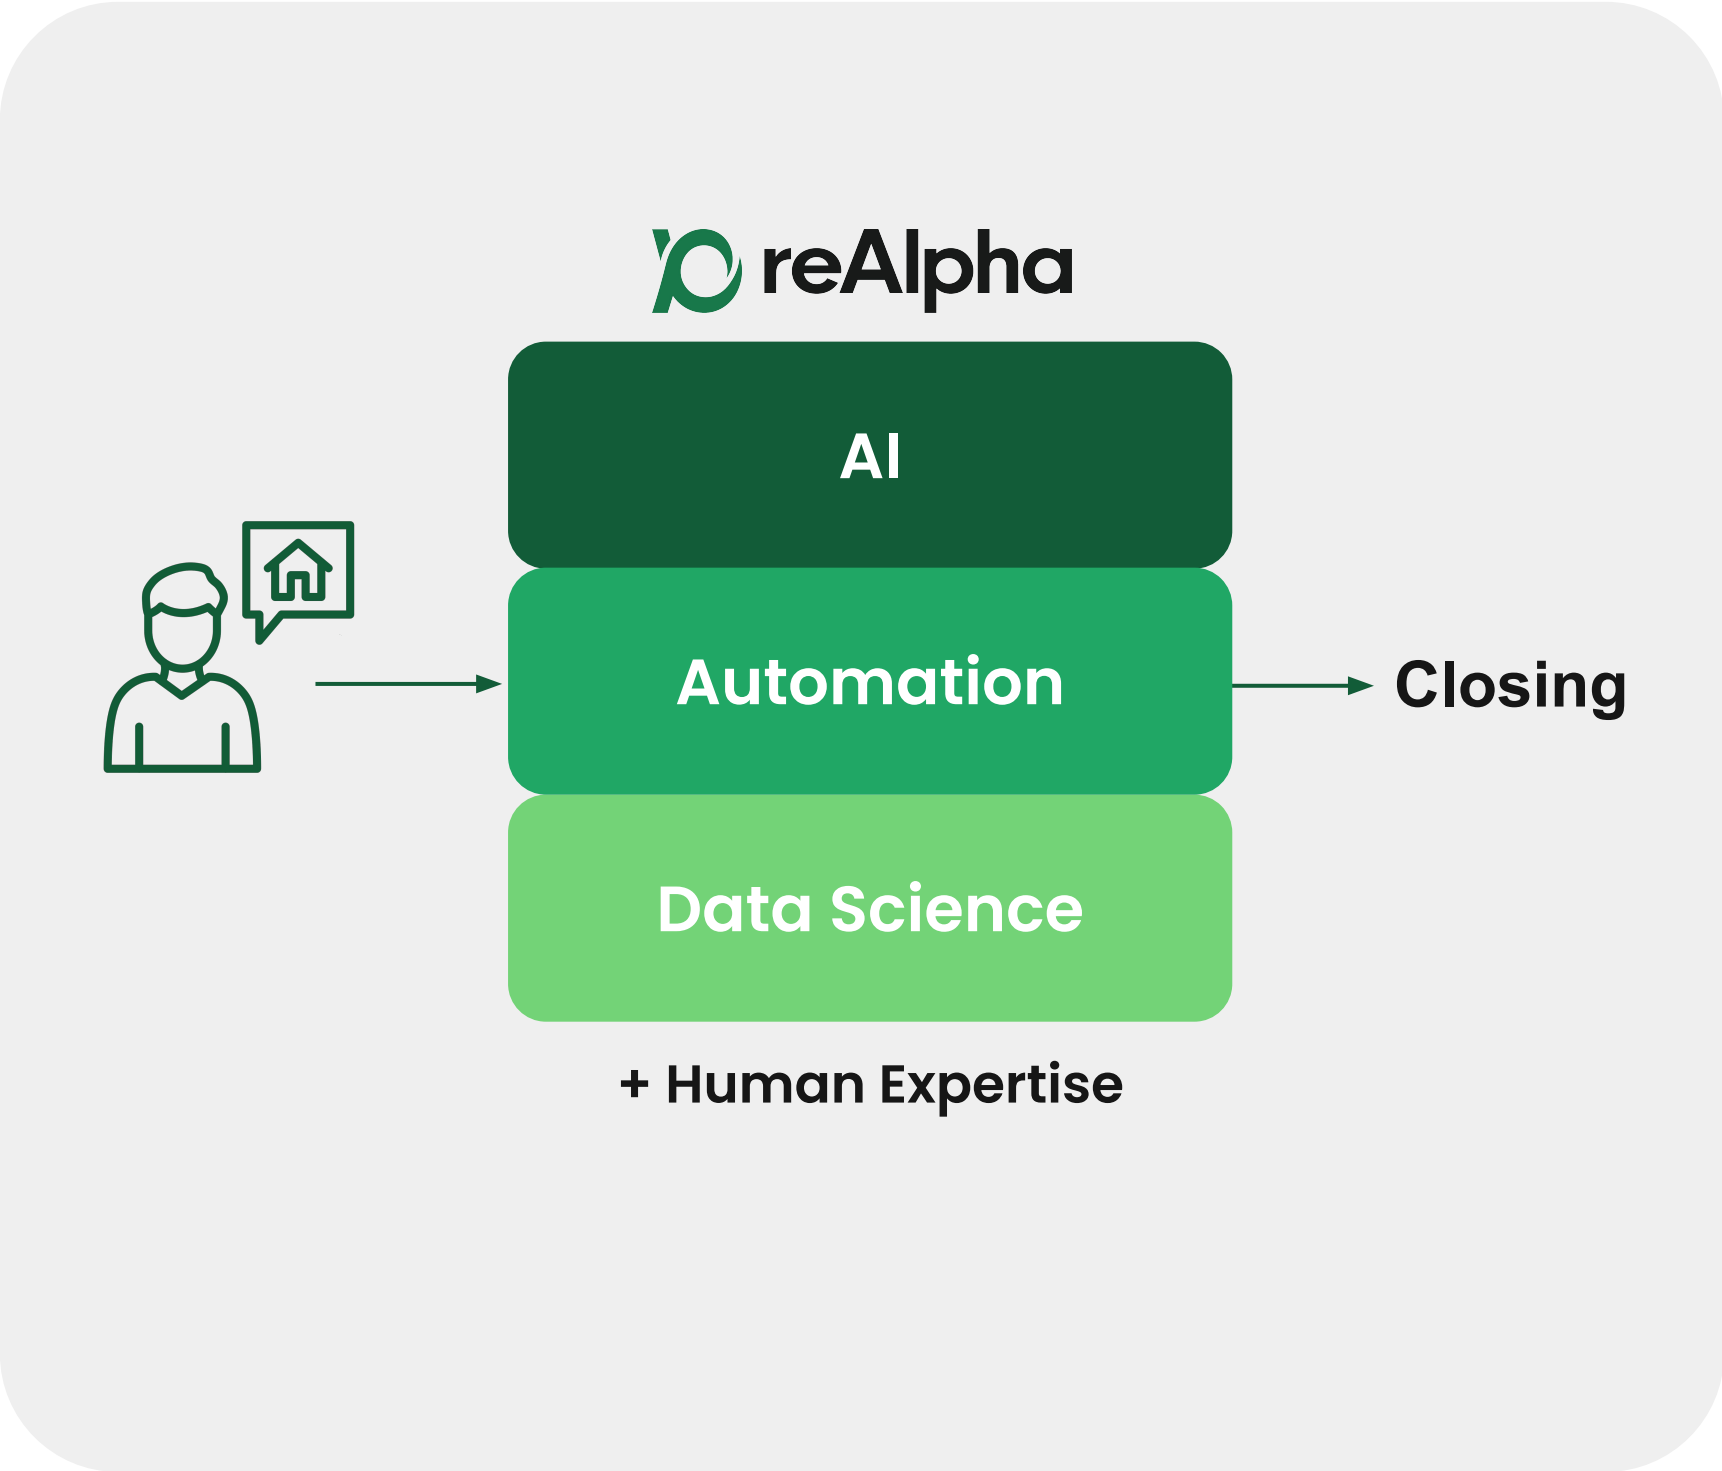 reAlpha
AI
Automation
Closing
Data Science
+ Human Expertise